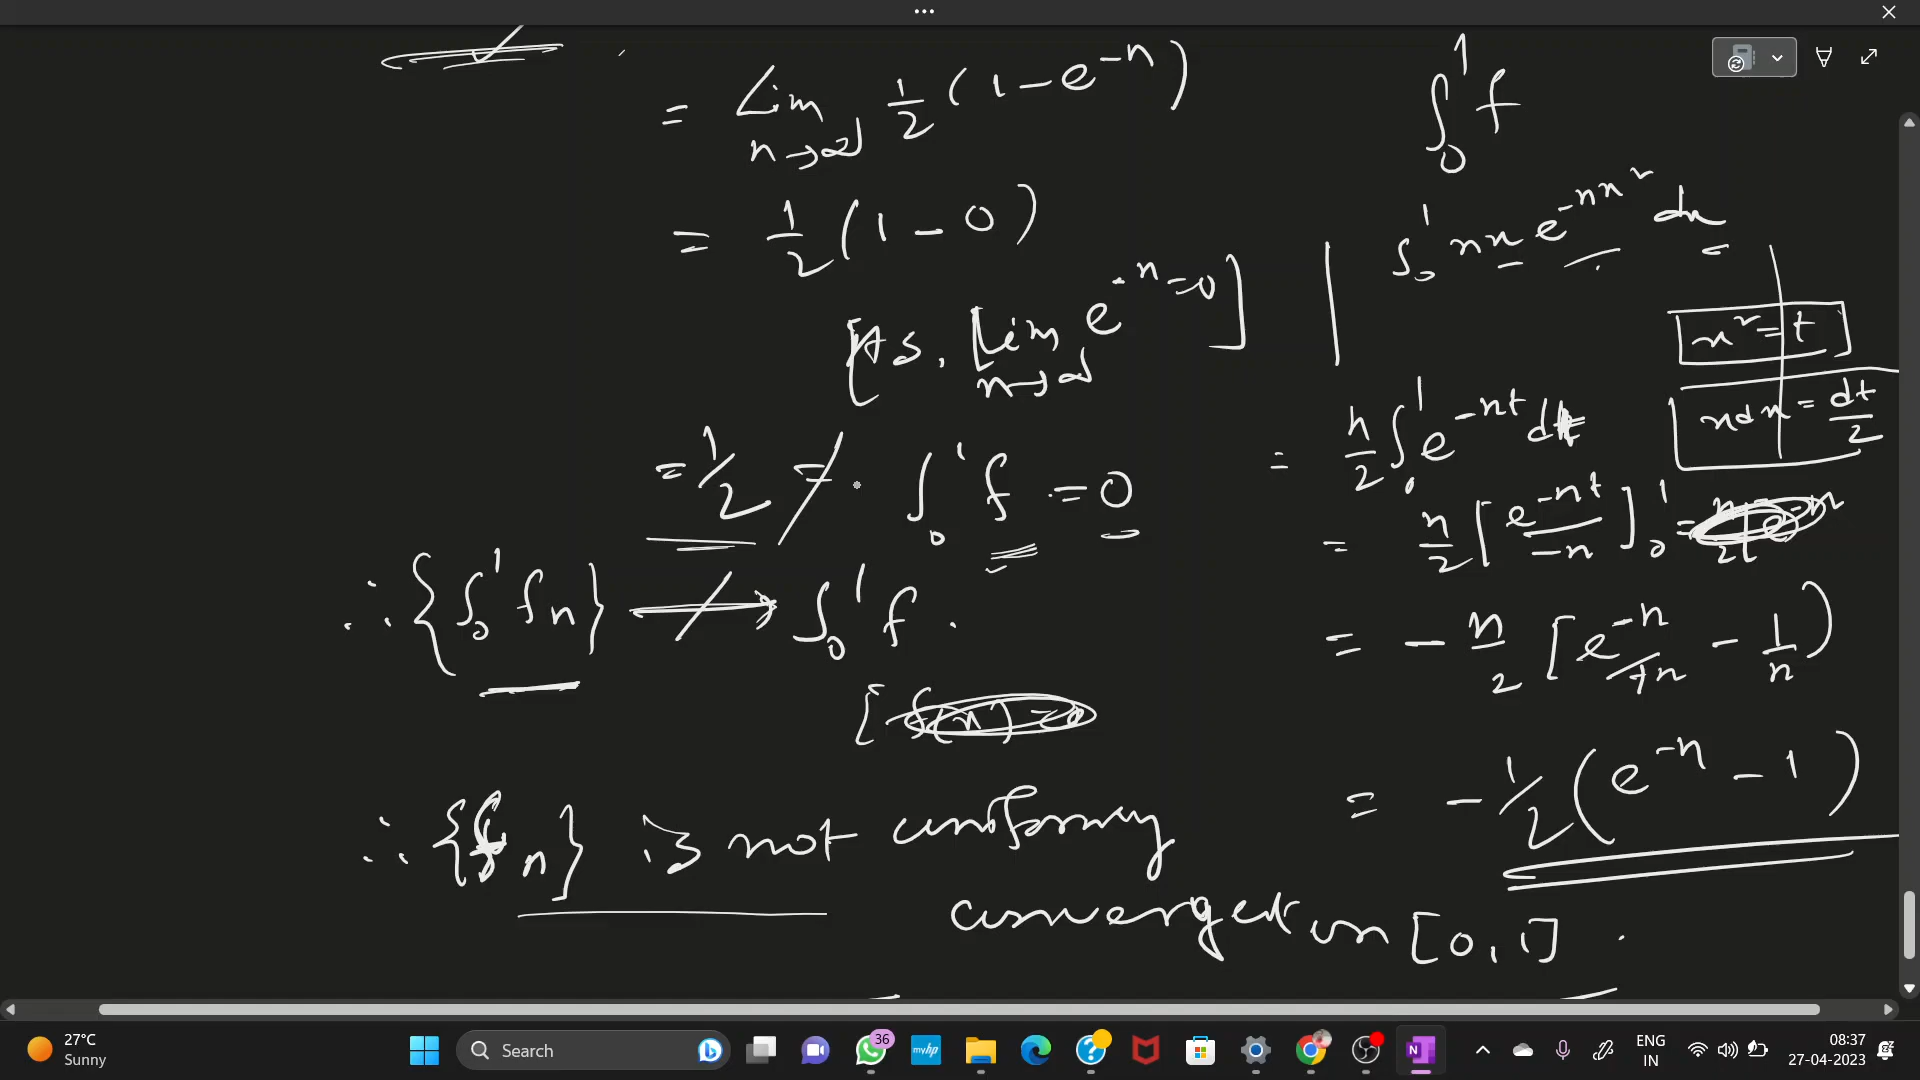 = Lim n→∞ 1/2 (1 - e^-n)
= 1/2 (1 - 0)
[As, Lim n→∞ e^-n = 0]
= 1/2 ≠ ∫₀¹ f = 0
∴ {∫₀¹ fn} ↛ ∫₀¹ f.
[
∴ {fn} is not uniformly
convergent on [0, 1].
∫₀¹ f
∫₀¹ nx e^-nx² dx
x² = t
x dx = dt/2
= n/2 ∫₀¹ e^-nt dt
= n/2 [e^-nt / -n]₀¹ =
= - n/2 [e^-n / +n - 1/n)
= - 1/2 (e^-n - 1)
27°C
Sunny
Search
36
myhp
ENG
IN
08:37
27-04-2023